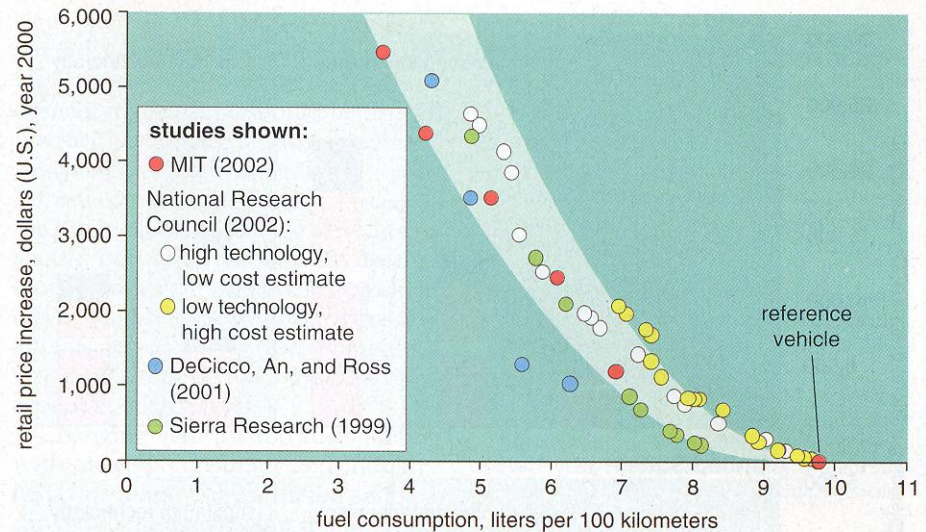 retail price increase, dollars (U.S.), year 2000
6,000
5,000
4,000
3,000
2,000
1,000
0
studies shown:
MIT (2002)
National Research
Council (2002):
high technology,
low cost estimate
low technology,
high cost estimate
DeCicco, An, and Ross
(2001)
Sierra Research (1999)
reference
vehicle
0 1 2 3 4 5 6 7 8 9 10 11
fuel consumption, liters per 100 kilometers